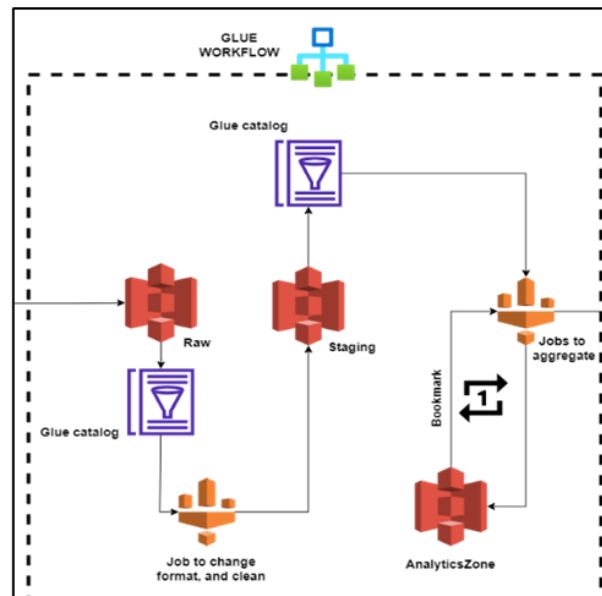 GLUE
WORKFLOW
Glue catalog
Raw
Staging
Glue catalog
Job to change
format, and clean
Jobs to
aggregate
Bookmark
1
AnalyticsZone